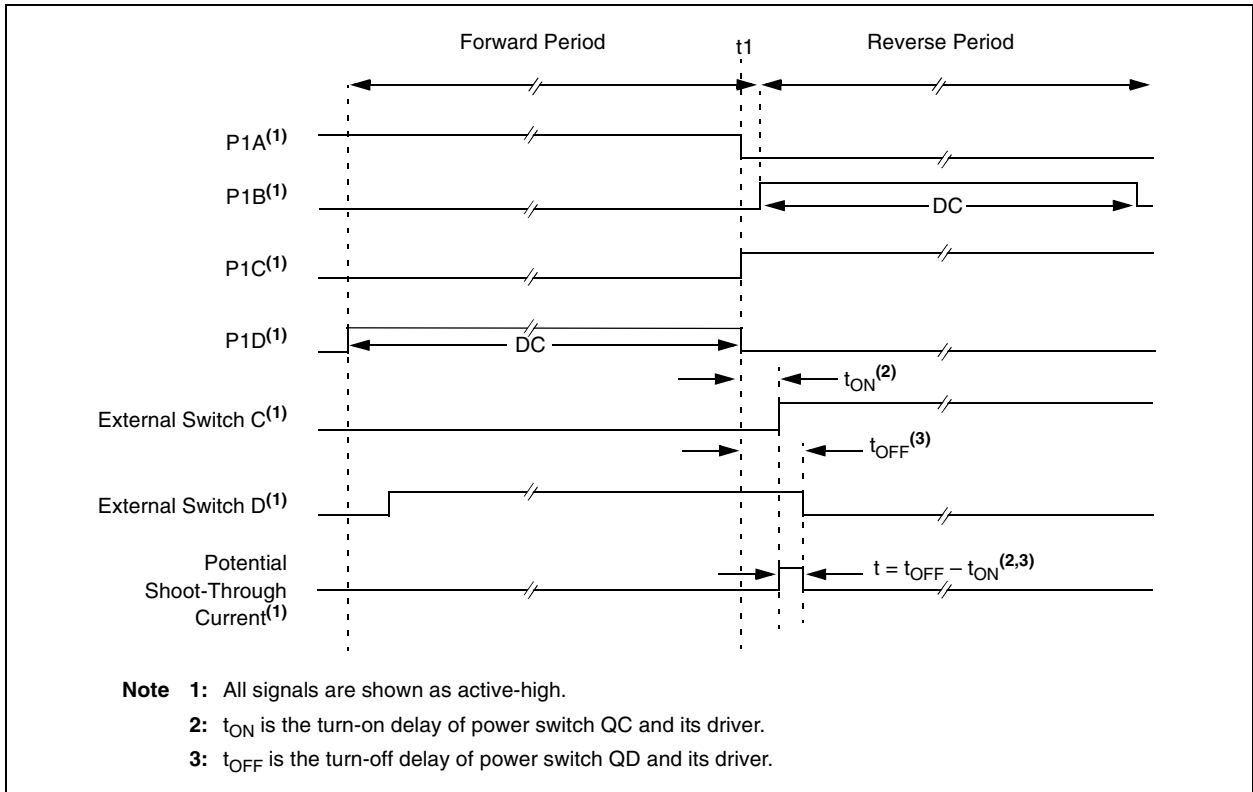 Forward Period
t1
Reverse Period
P1A(1)
P1B(1)
DC
P1C(1)
P1D(1)
DC
tON(2)
External Switch C(1)
tOFF(3)
External Switch D(1)
Potential
Shoot-Through
Current(1)
t = tOFF – tON(2,3)
Note 1: All signals are shown as active-high.
2: tON is the turn-on delay of power switch QC and its driver.
3: tOFF is the turn-off delay of power switch QD and its driver.